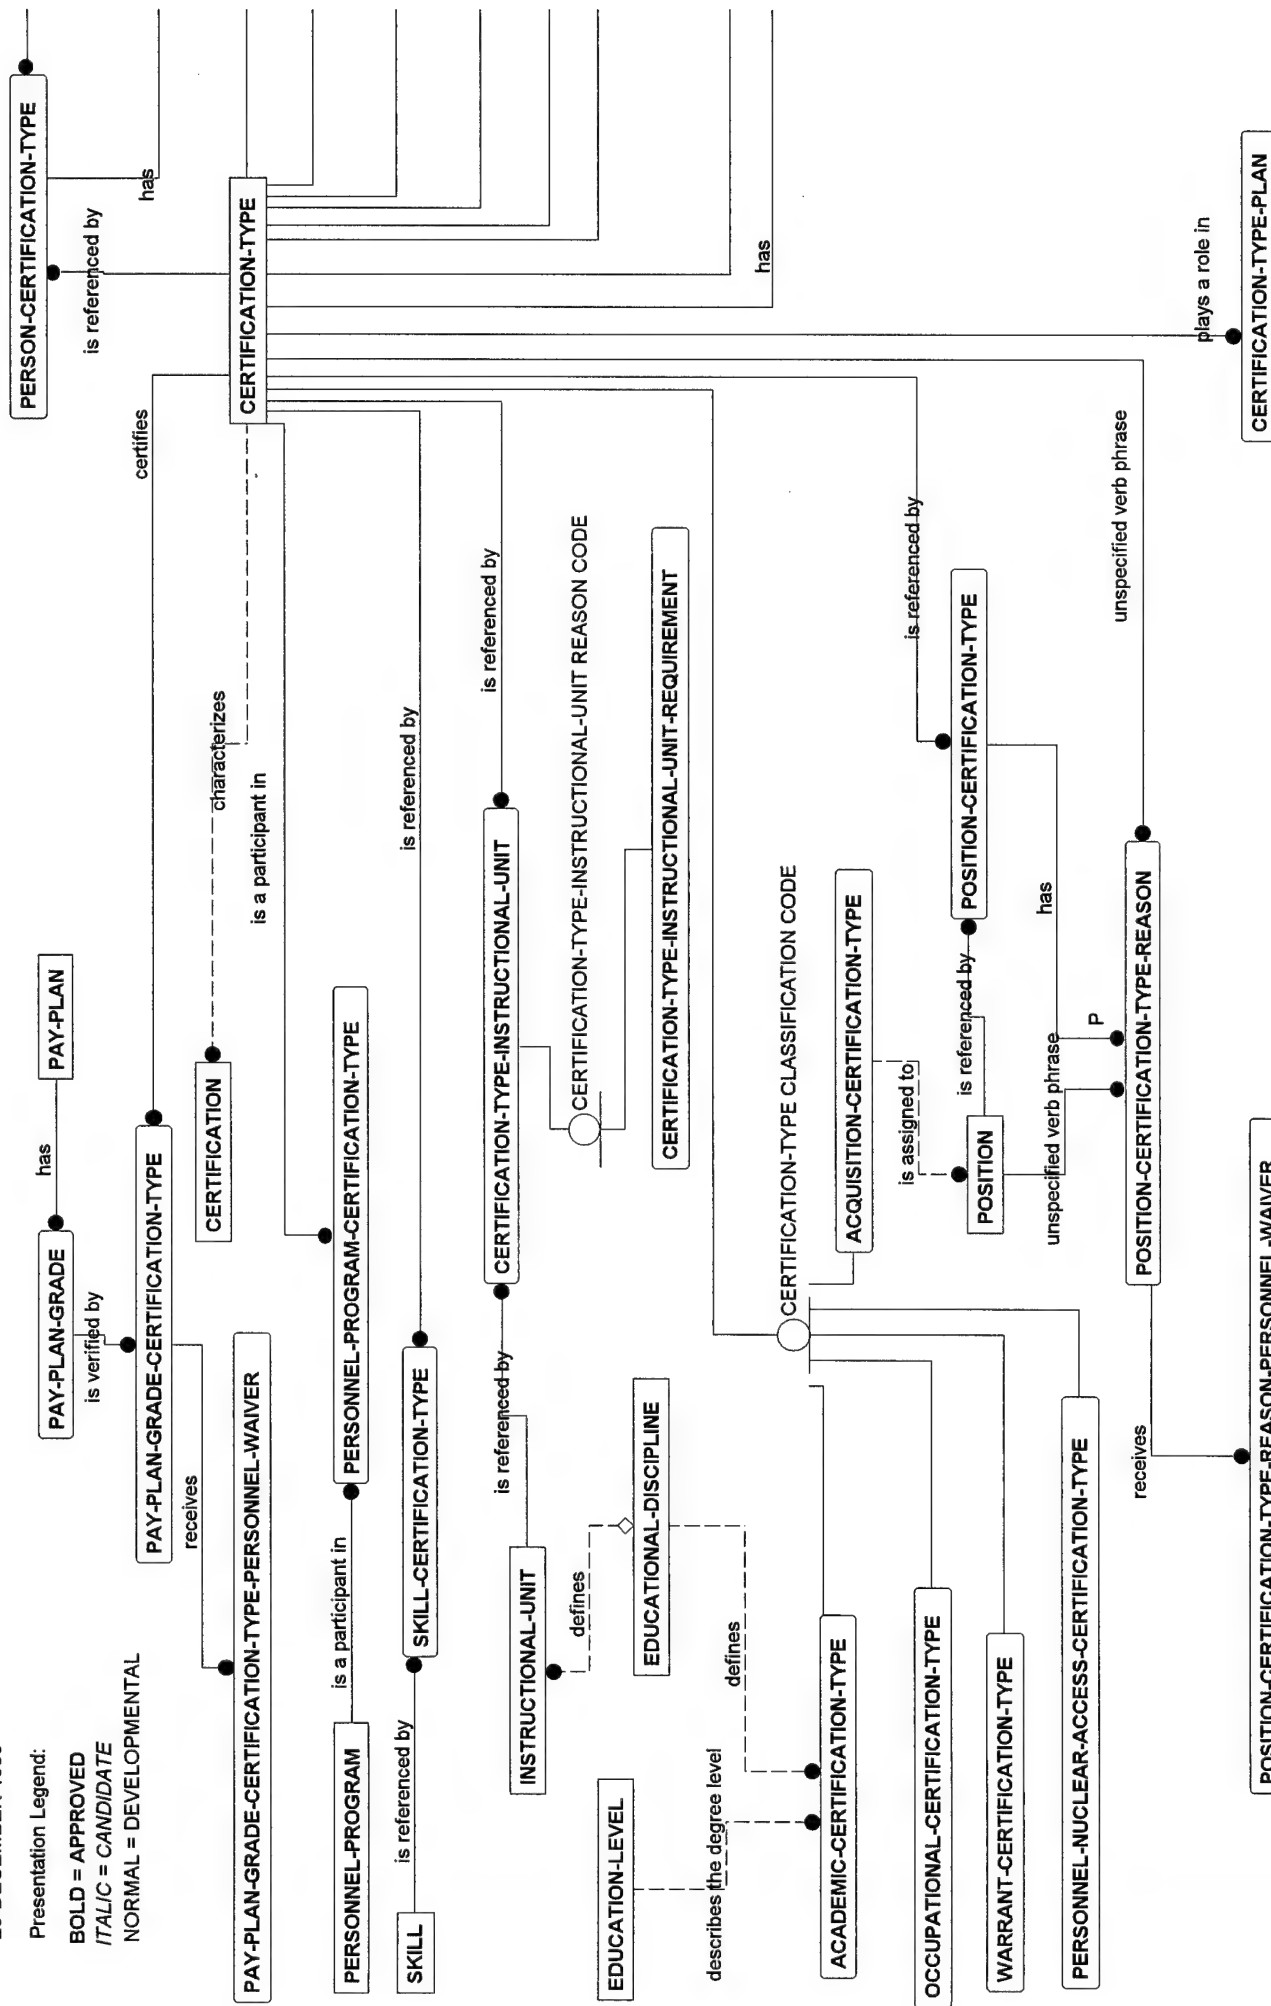 Presentation Legend:
BOLD = APPROVED
ITALIC = CANDIDATE
NORMAL = DEVELOPMENTAL
PAY-PLAN-GRADE
has
PAY-PLAN
is verified by
PERSON-CERTIFICATION-TYPE
is referenced by
has
certifies
PAY-PLAN-GRADE-CERTIFICATION-TYPE
receives
CERTIFICATION
characterizes
CERTIFICATION-TYPE
PAY-PLAN-GRADE-CERTIFICATION-TYPE-PERSONNEL-WAIVER
is a participant in
PERSONNEL-PROGRAM
is a participant in
PERSONNEL-PROGRAM-CERTIFICATION-TYPE
SKILL
is referenced by
SKILL-CERTIFICATION-TYPE
is referenced by
INSTRUCTIONAL-UNIT
is referenced by
CERTIFICATION-TYPE-INSTRUCTIONAL-UNIT
is referenced by
CERTIFICATION-TYPE-INSTRUCTIONAL-UNIT REASON CODE
CERTIFICATION-TYPE-INSTRUCTIONAL-UNIT-REQUIREMENT
defines
EDUCATIONAL-DISCIPLINE
EDUCATION-LEVEL
describes the degree level
defines
has
CERTIFICATION-TYPE CLASSIFICATION CODE
ACADEMIC-CERTIFICATION-TYPE
ACQUISITION-CERTIFICATION-TYPE
OCCUPATIONAL-CERTIFICATION-TYPE
is assigned to
is referenced by
WARRANT-CERTIFICATION-TYPE
POSITION
is referenced by
POSITION-CERTIFICATION-TYPE
PERSONNEL-NUCLEAR-ACCESS-CERTIFICATION-TYPE
unspecified verb phrase
has
P
unspecified verb phrase
receives
POSITION-CERTIFICATION-TYPE-REASON
plays a role in
CERTIFICATION-TYPE-PLAN
POSITION-CERTIFICATION-TYPE-REASON-PERSONNEL-WAIVER